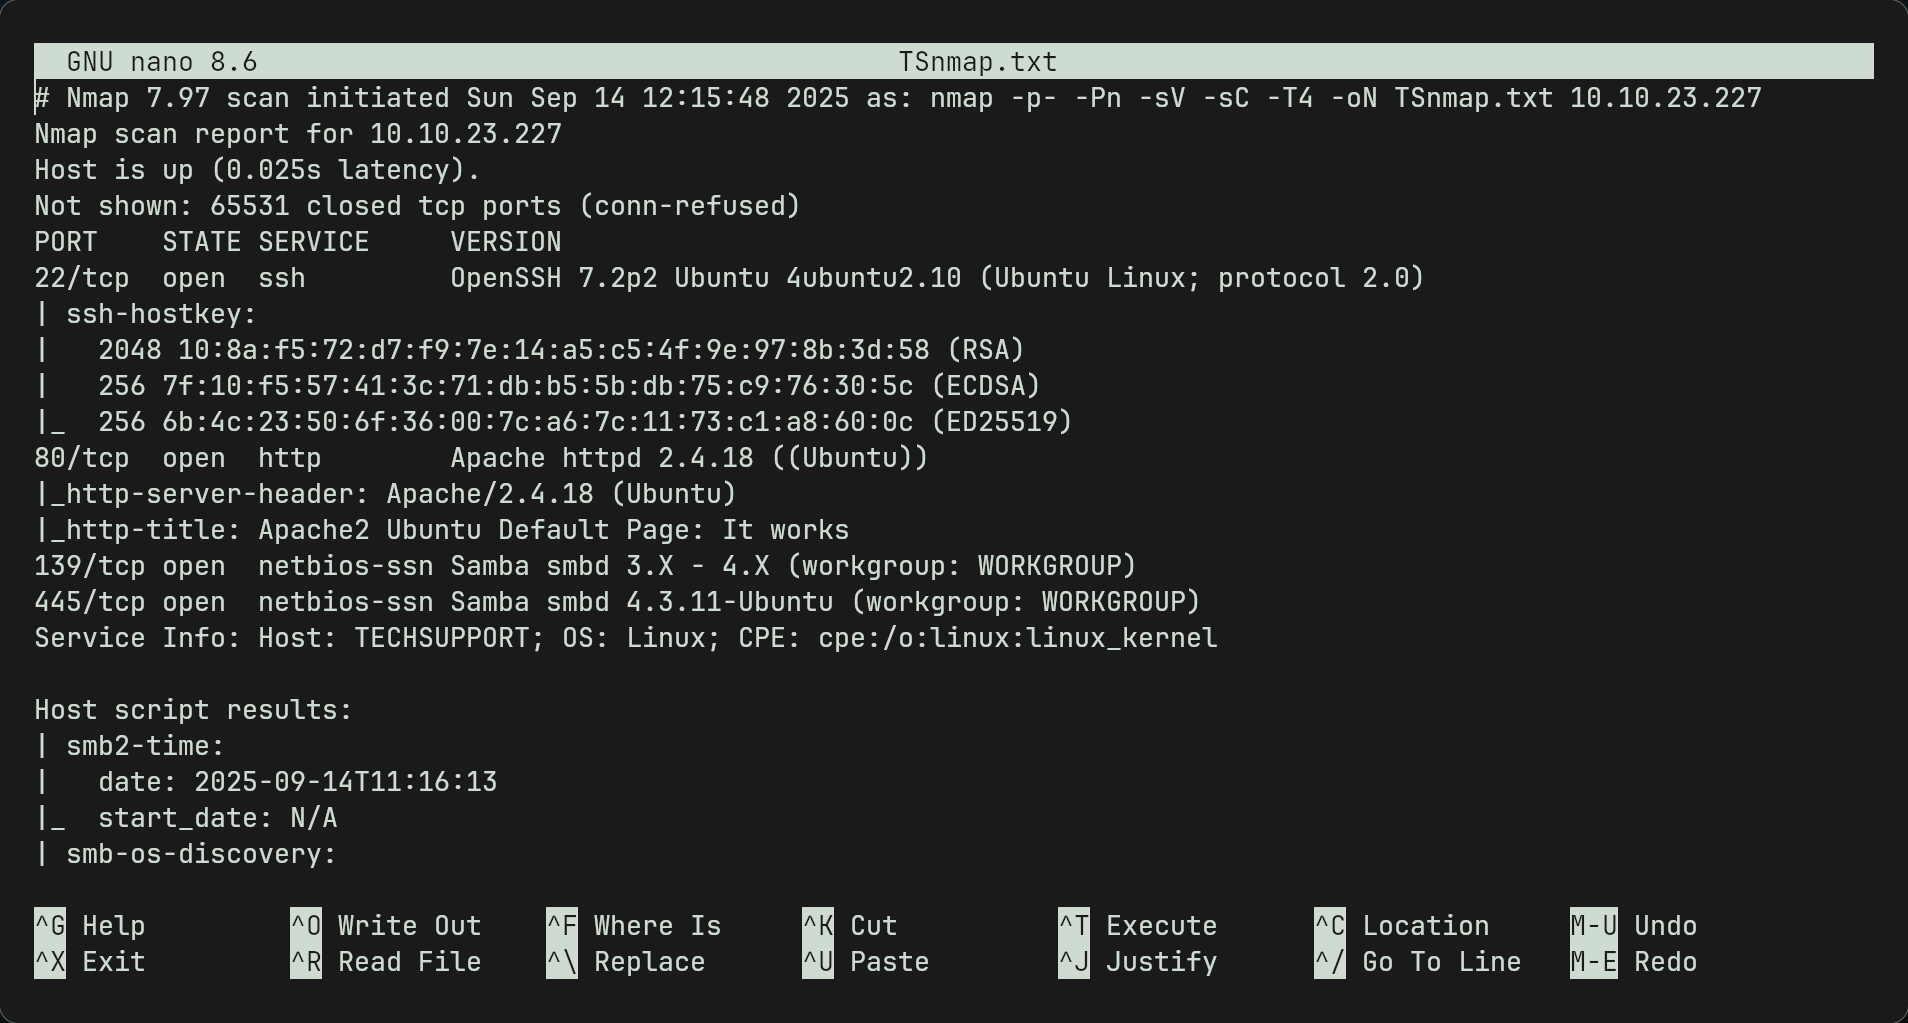 GNU nano 8.6 TSnmap.txt
# Nmap 7.97 scan initiated Sun Sep 14 12:15:48 2025 as: nmap -p- -Pn -sV -sC -T4 -oN TSnmap.txt 10.10.23.227
Nmap scan report for 10.10.23.227
Host is up (0.025s latency).
Not shown: 65531 closed tcp ports (conn-refused)
PORT    STATE SERVICE     VERSION
22/tcp  open  ssh         OpenSSH 7.2p2 Ubuntu 4ubuntu2.10 (Ubuntu Linux; protocol 2.0)
| ssh-hostkey:
|   2048 10:8a:f5:72:d7:f9:7e:14:a5:c5:4f:9e:97:8b:3d:58 (RSA)
|   256 7f:10:f5:57:41:3c:71:db:b5:5b:db:75:c9:76:30:5c (ECDSA)
|_  256 6b:4c:23:50:6f:36:00:7c:a6:7c:11:73:c1:a8:60:0c (ED25519)
80/tcp  open  http        Apache httpd 2.4.18 ((Ubuntu))
|_http-server-header: Apache/2.4.18 (Ubuntu)
|_http-title: Apache2 Ubuntu Default Page: It works
139/tcp open  netbios-ssn Samba smbd 3.X - 4.X (workgroup: WORKGROUP)
445/tcp open  netbios-ssn Samba smbd 4.3.11-Ubuntu (workgroup: WORKGROUP)
Service Info: Host: TECHSUPPORT; OS: Linux; CPE: cpe:/o:linux:linux_kernel
Host script results:
| smb2-time:
|   date: 2025-09-14T11:16:13
|_  start_date: N/A
| smb-os-discovery:
^G Help ^O Write Out ^F Where Is ^K Cut ^T Execute ^C Location M-U Undo
^X Exit ^R Read File ^\ Replace ^U Paste ^J Justify ^/ Go To Line M-E Redo